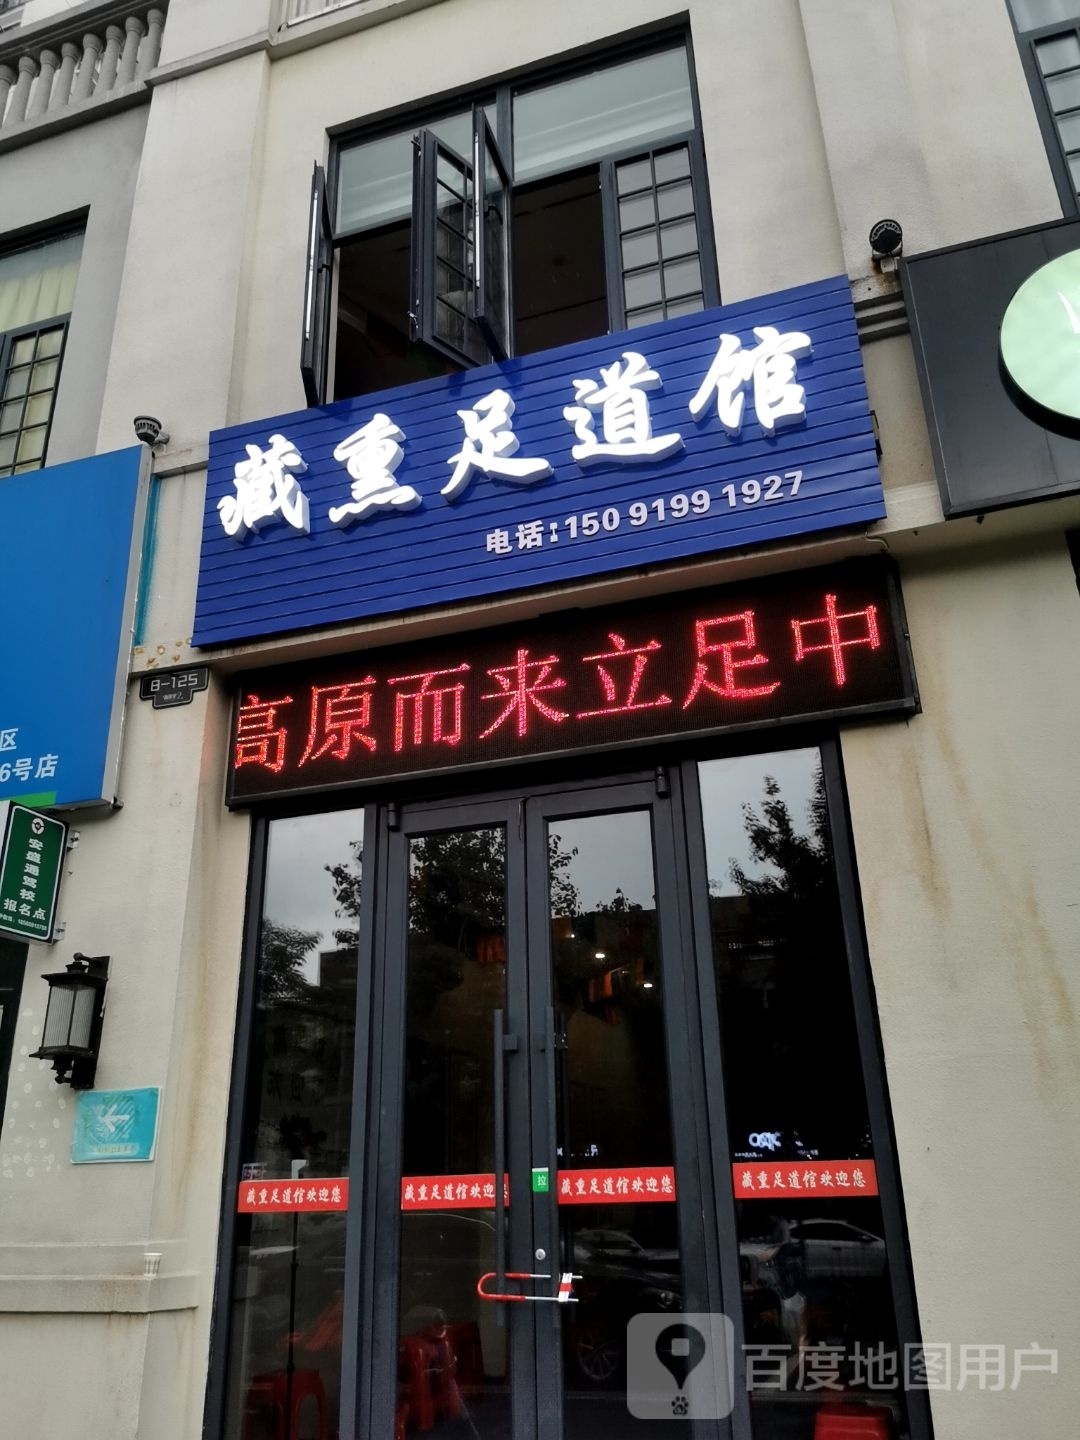 藏熏足道馆
电话:150 9199 1927
高原而来立足中
B-125
区
6号店
安盛通驾校
报名点
藏熏足道馆欢迎您
藏熏足道馆欢迎您
拉
藏熏足道馆欢迎您
藏熏足道馆欢迎您
百度地图用户